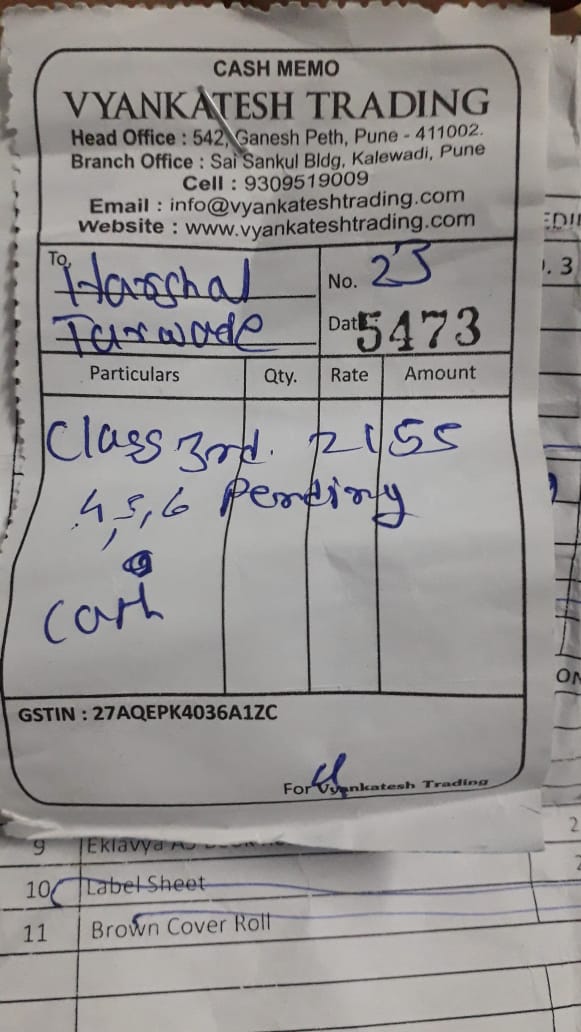 CASH MEMO
VYANKATESH TRADING
Head Office : 542, Ganesh Peth, Pune - 411002.
Branch Office : Sai Sankul Bldg, Kalewadi, Pune
Cell : 9309519009
Email : info@vyankateshtrading.com
Website : www.vyankateshtrading.com
To, Harshal
Tarwade
No. 23
Date 5473
Particulars Qty. Rate Amount
Class 3rd. 2155
4,5,6 Pending
Cash
GSTIN : 27AQEPK4036A1ZC
For Vyankatesh Trading
9 Eklavya
10 Label Sheet
11 Brown Cover Roll